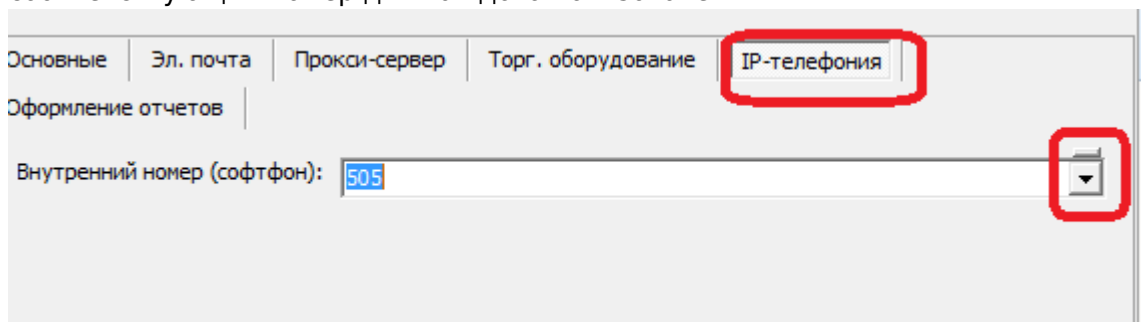 Основные Эл. почта Прокси-сервер Торг. оборудование IP-телефония
Оформление отчетов
Внутренний номер (софтфон): 505